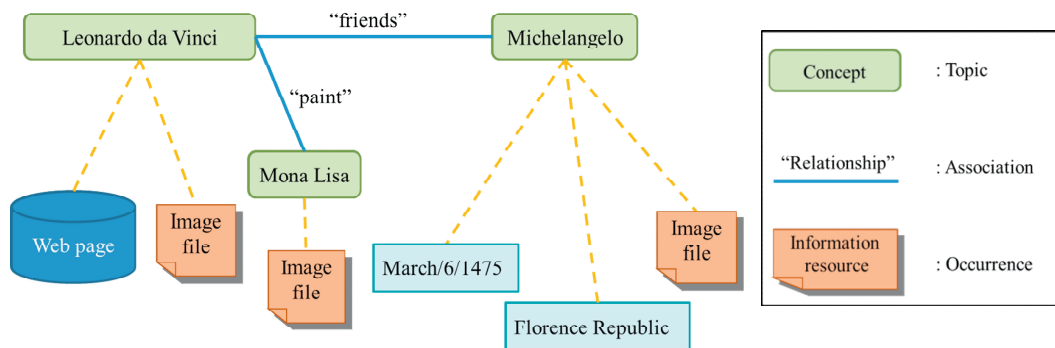 “friends”
Leonardo da Vinci
Michelangelo
“paint”
Mona Lisa
Web page
Image
file
Image
file
March/6/1475
Florence Republic
Image
file
Concept
: Topic
“Relationship”
: Association
Information
resource
: Occurrence